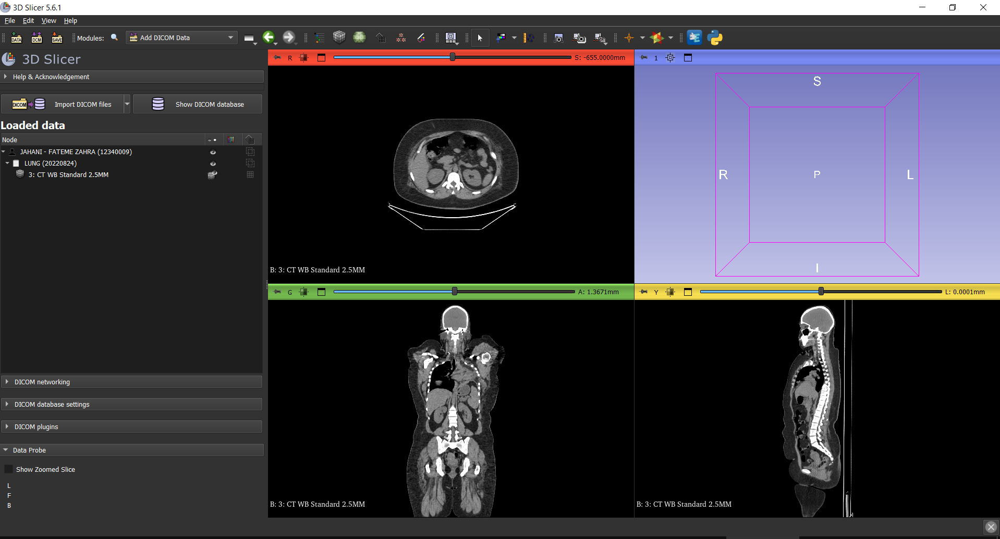 3D Slicer 5.6.1
File Edit View Help
DATA DCM SAVE Modules: DCM Add DICOM Data
3D Slicer
Help & Acknowledgement
DICOM Import DICOM files Show DICOM database
Loaded data
Node
JAHANI - FATEME ZAHRA (12340009)
LUNG (20220824)
3: CT WB Standard 2.5MM
DICOM networking
DICOM database settings
DICOM plugins
Data Probe
Show Zoomed Slice
L
F
B
R S: -655.0000mm
B: 3: CT WB Standard 2.5MM
1
S
R P L
I
G A: 1.3671mm
B: 3: CT WB Standard 2.5MM
Y L: 0.0001mm
B: 3: CT WB Standard 2.5MM